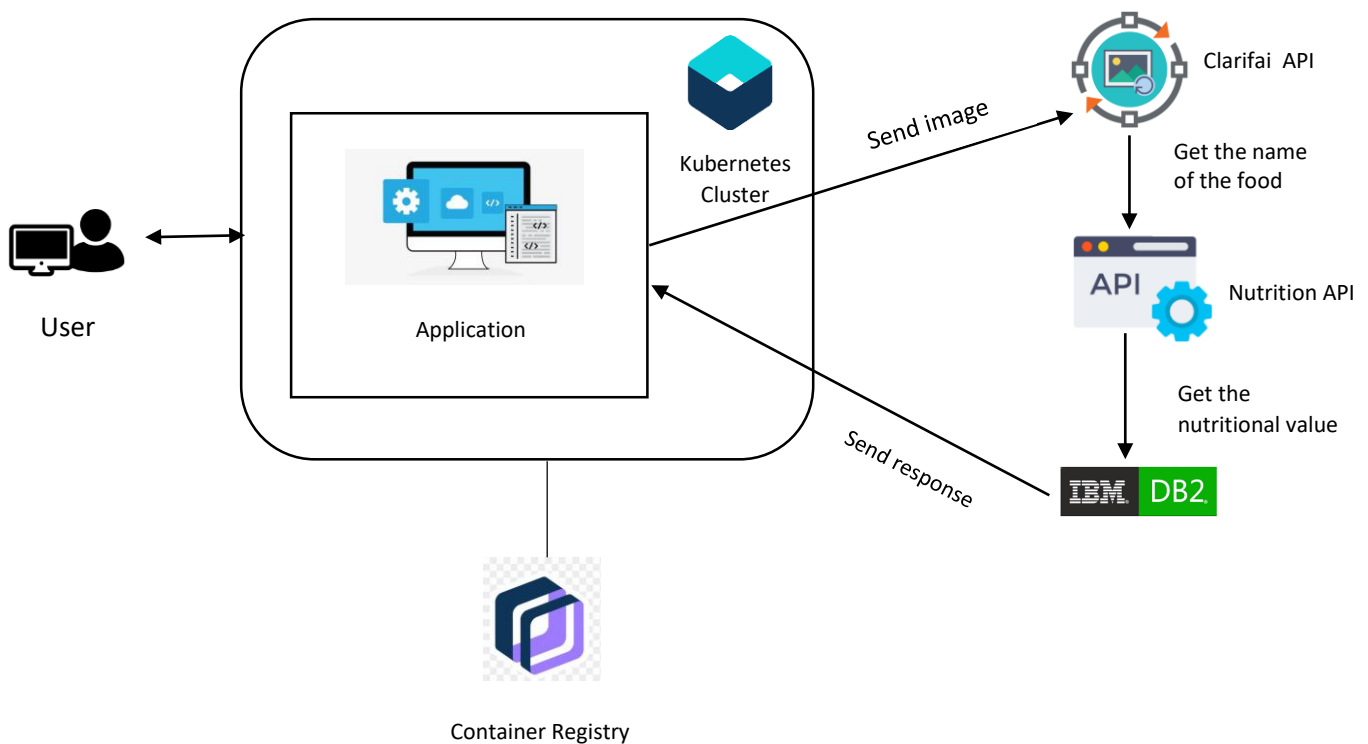 Clarifai API
Send image
Kubernetes
Cluster
Get the name
of the food
</>
</>
</>
API
Nutrition API
User
Application
Get the
nutritional value
Send response
IBM DB2
Container Registry